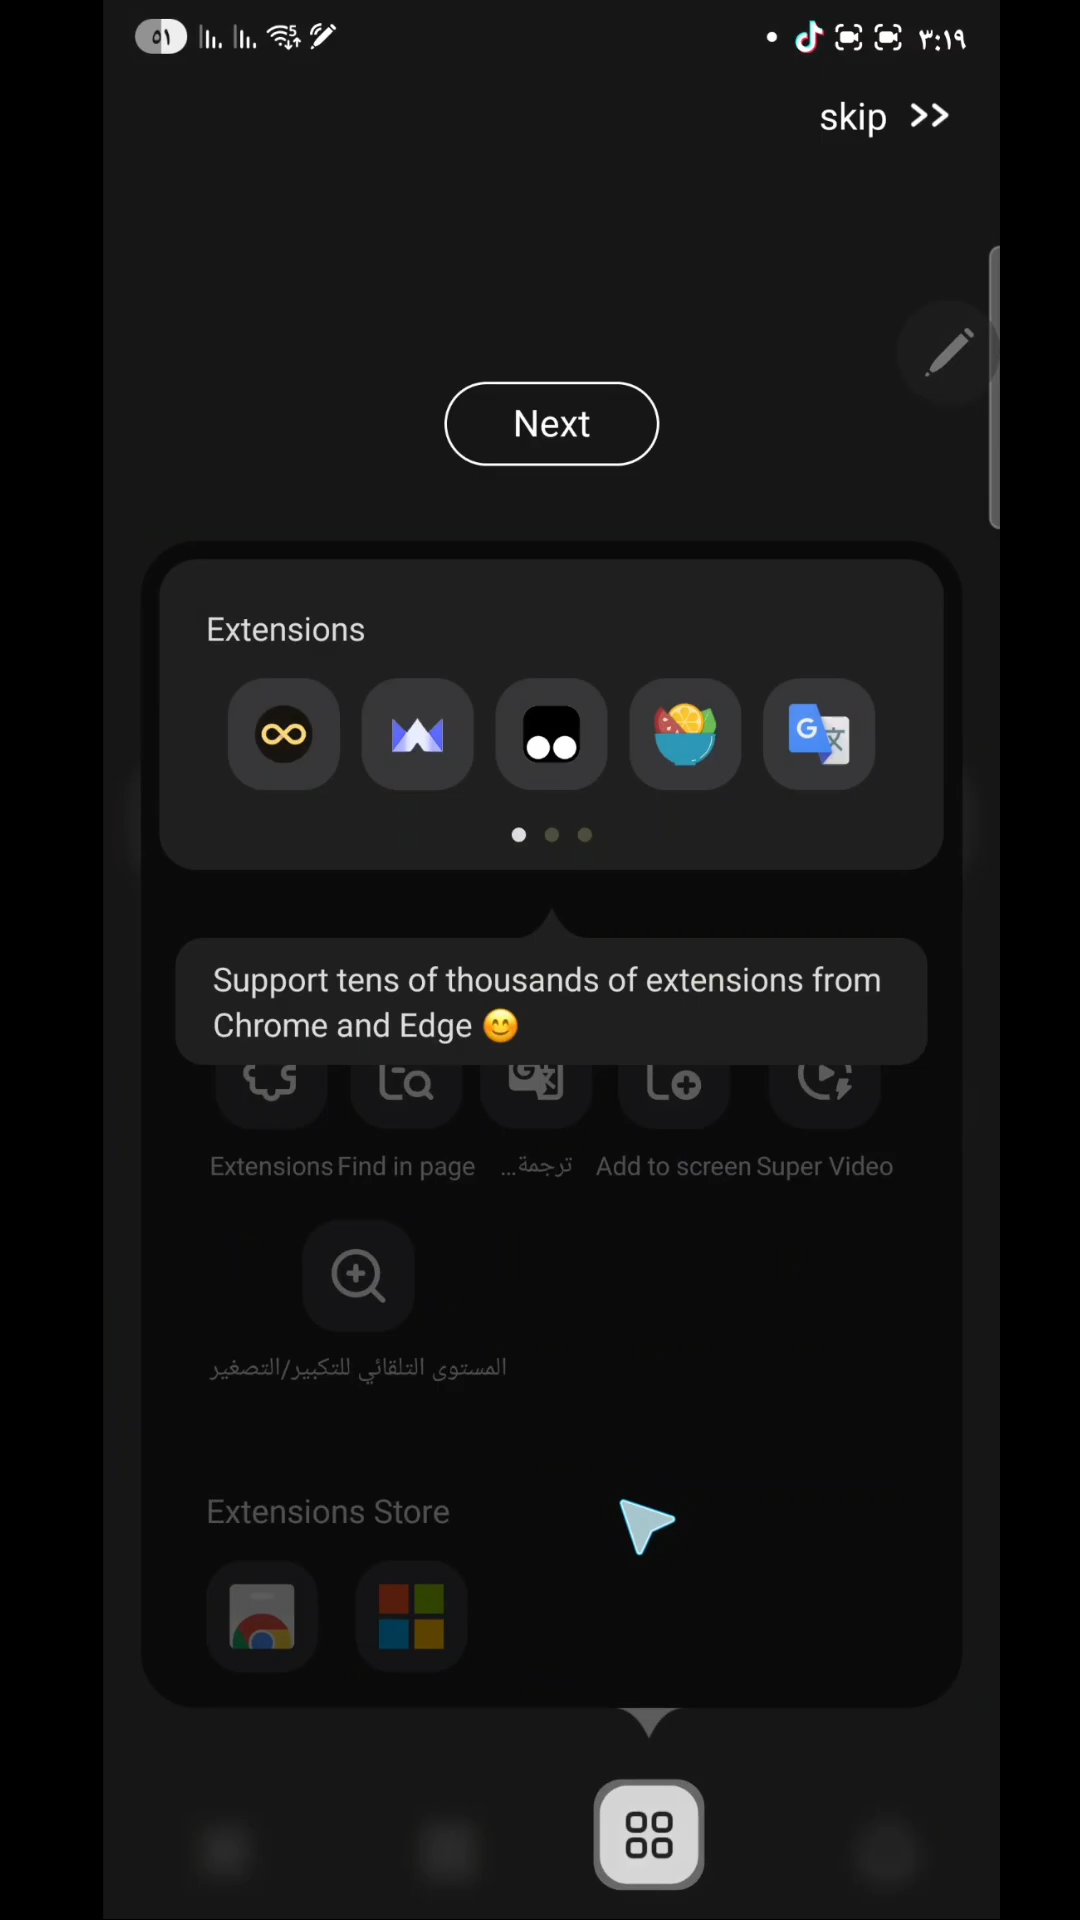 ٥١
٣:١٩
skip >>
Next
Extensions
Support tens of thousands of extensions from
Chrome and Edge 😊
Extensions
Find in page
ترجمة...
Add to screen
Super Video
المستوى التلقائي للتكبير/التصغير
Extensions Store